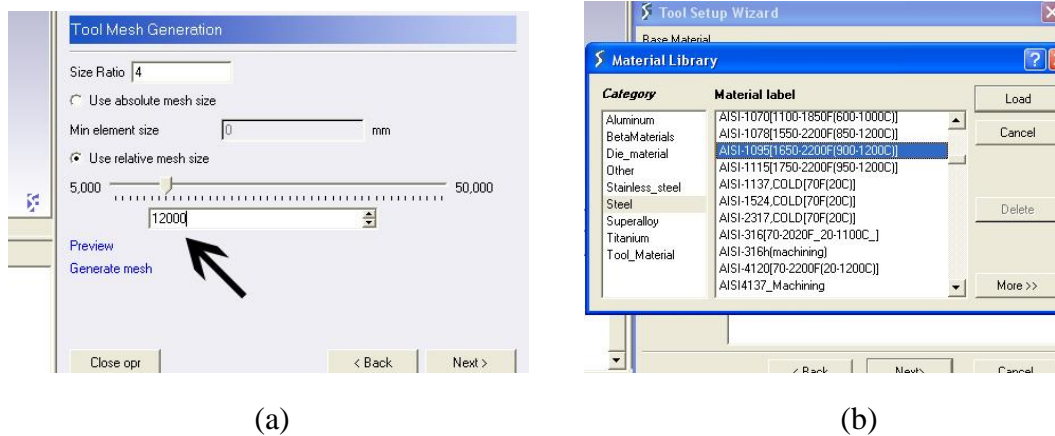 Tool Mesh Generation
Size Ratio 4
Use absolute mesh size
Min element size 0 mm
Use relative mesh size
5,000 50,000
12000
Preview
Generate mesh
Close opr < Back Next >
(a)
Tool Setup Wizard
Base Material
Material Library
Category Material label
Aluminum
BetaMaterials
Die_material
Other
Stainless_steel
Steel
Superalloy
Titanium
Tool_Material
AISI-1070[1100-1850F(600-1000C)]
AISI-1078[1550-2200F(850-1200C)]
AISI-1095[1650-2200F(900-1200C)]
AISI-1115[1750-2200F(950-1200C)]
AISI-1137,COLD[70F(20C)]
AISI-1524,COLD[70F(20C)]
AISI-2317,COLD[70F(20C)]
AISI-316[70-2020F_20-1100C_]
AISI-316h(machining)
AISI-4120[70-2200F(20-1200C)]
AISI4137_Machining
Load
Cancel
Delete
More >>
< Back Next> Cancel
(b)